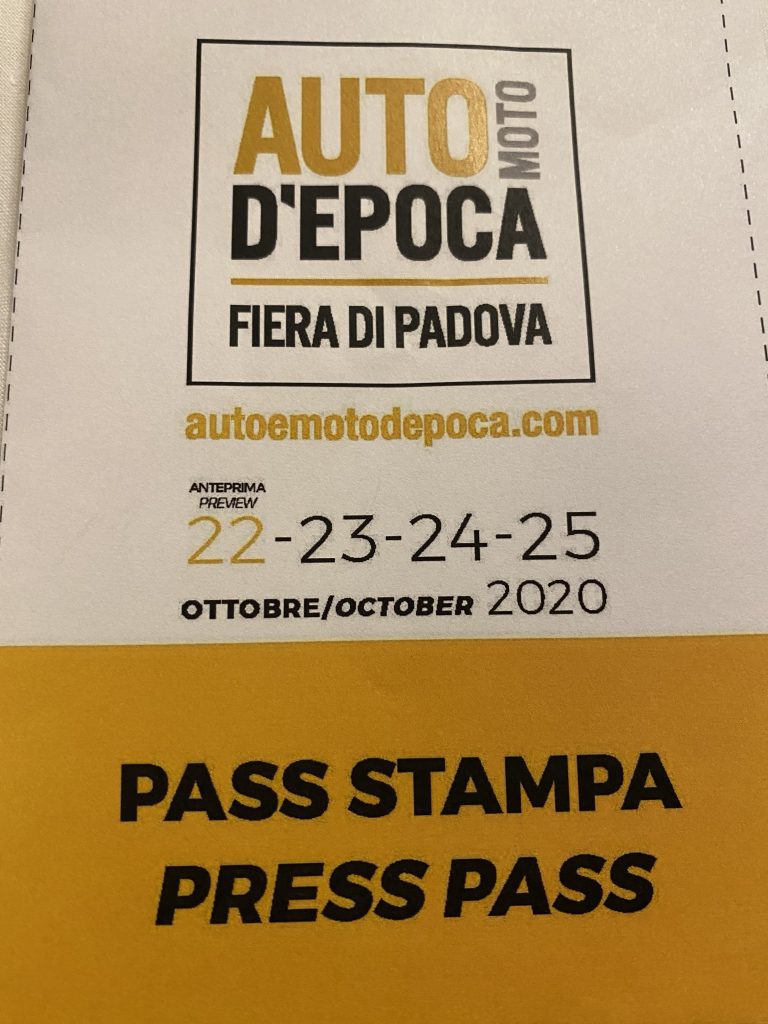 AUTO MOTO
D'EPOCA
FIERA DI PADOVA
autoemotodepoca.com
ANTEPRIMA
PREVIEW
22-23-24-25
OTTOBRE/OCTOBER 2020
PASS STAMPA
PRESS PASS